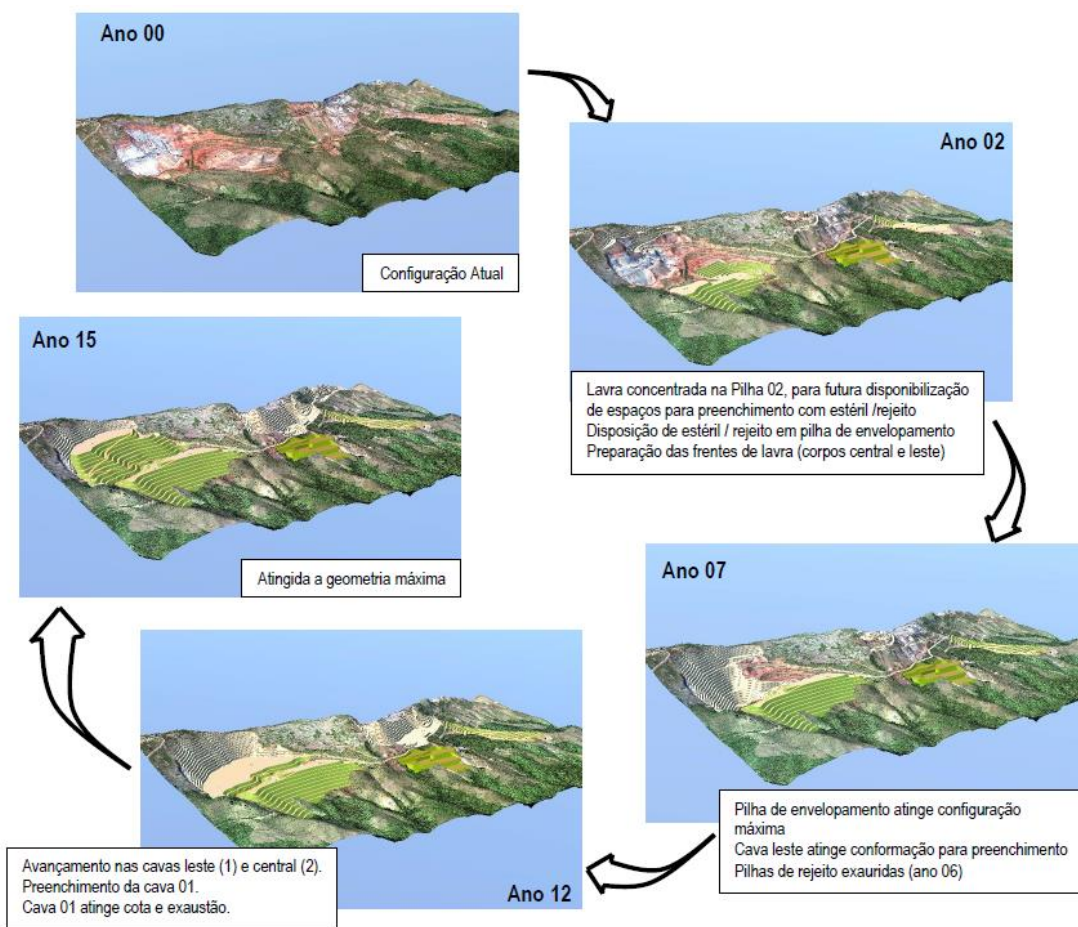 Ano 00
Configuração Atual
Ano 02
Lavra concentrada na Pilha 02, para futura disponibilização
de espaços para preenchimento com estéril /rejeito
Disposição de estéril / rejeito em pilha de envelopamento
Preparação das frentes de lavra (corpos central e leste)
Ano 07
Pilha de envelopamento atinge configuração
máxima
Cava leste atinge conformação para preenchimento
Pilhas de rejeito exauridas (ano 06)
Ano 12
Avançamento nas cavas leste (1) e central (2).
Preenchimento da cava 01.
Cava 01 atinge cota e exaustão.
Ano 15
Atingida a geometria máxima